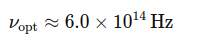 ν_opt ≈ 6.0 × 10^14 Hz